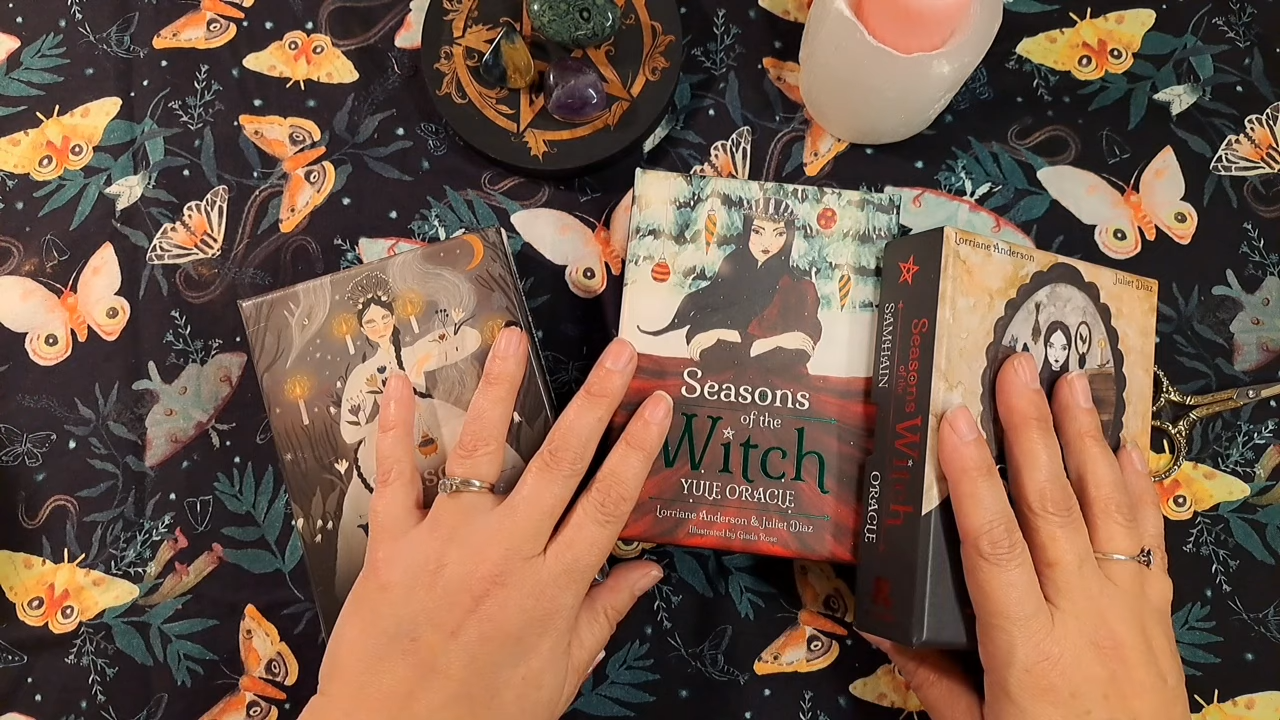 Seasons
of the
Witch
YULE ORACLE
Lorriane Anderson & Juliet Diaz
Illustrated by Giada Rose
SAMHAIN
Seasons of the Witch
ORACLE
Lorriane Anderson
Juliet Diaz